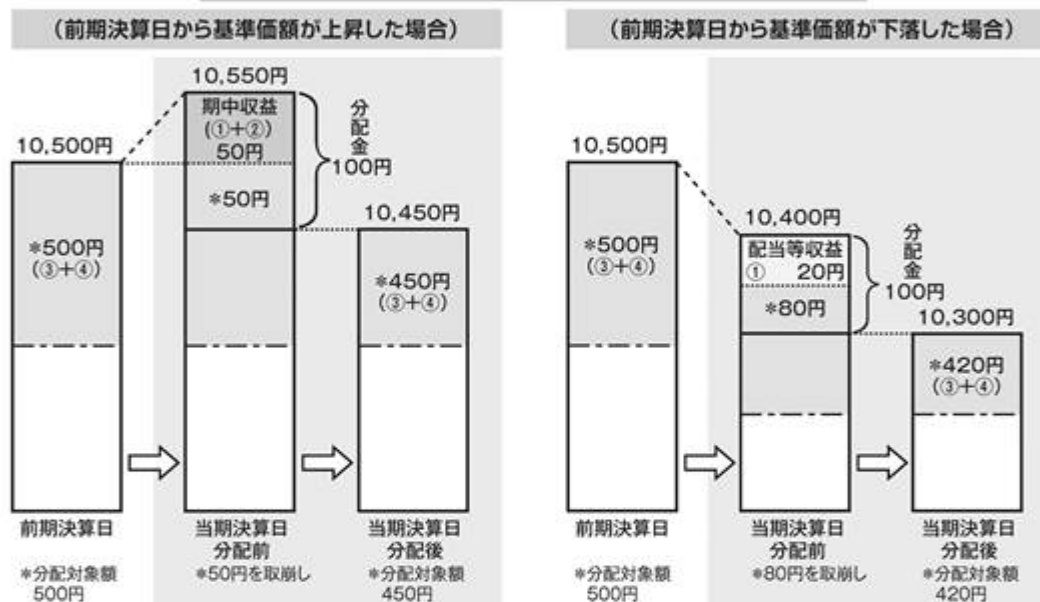 (前期決算日から基準価額が上昇した場合)
10,550円
期中収益
(①+②)
50円
*50円
分配金
100円
10,500円
*500円
(③+④)
10,450円
*450円
(③+④)
前期決算日
*分配対象額
500円
当期決算日
分配前
*50円を取崩し
当期決算日
分配後
*分配対象額
450円
(前期決算日から基準価額が下落した場合)
10,500円
*500円
(③+④)
10,400円
配当等収益
① 20円
*80円
分配金
100円
10,300円
*420円
(③+④)
前期決算日
*分配対象額
500円
当期決算日
分配前
*80円を取崩し
当期決算日
分配後
*分配対象額
420円